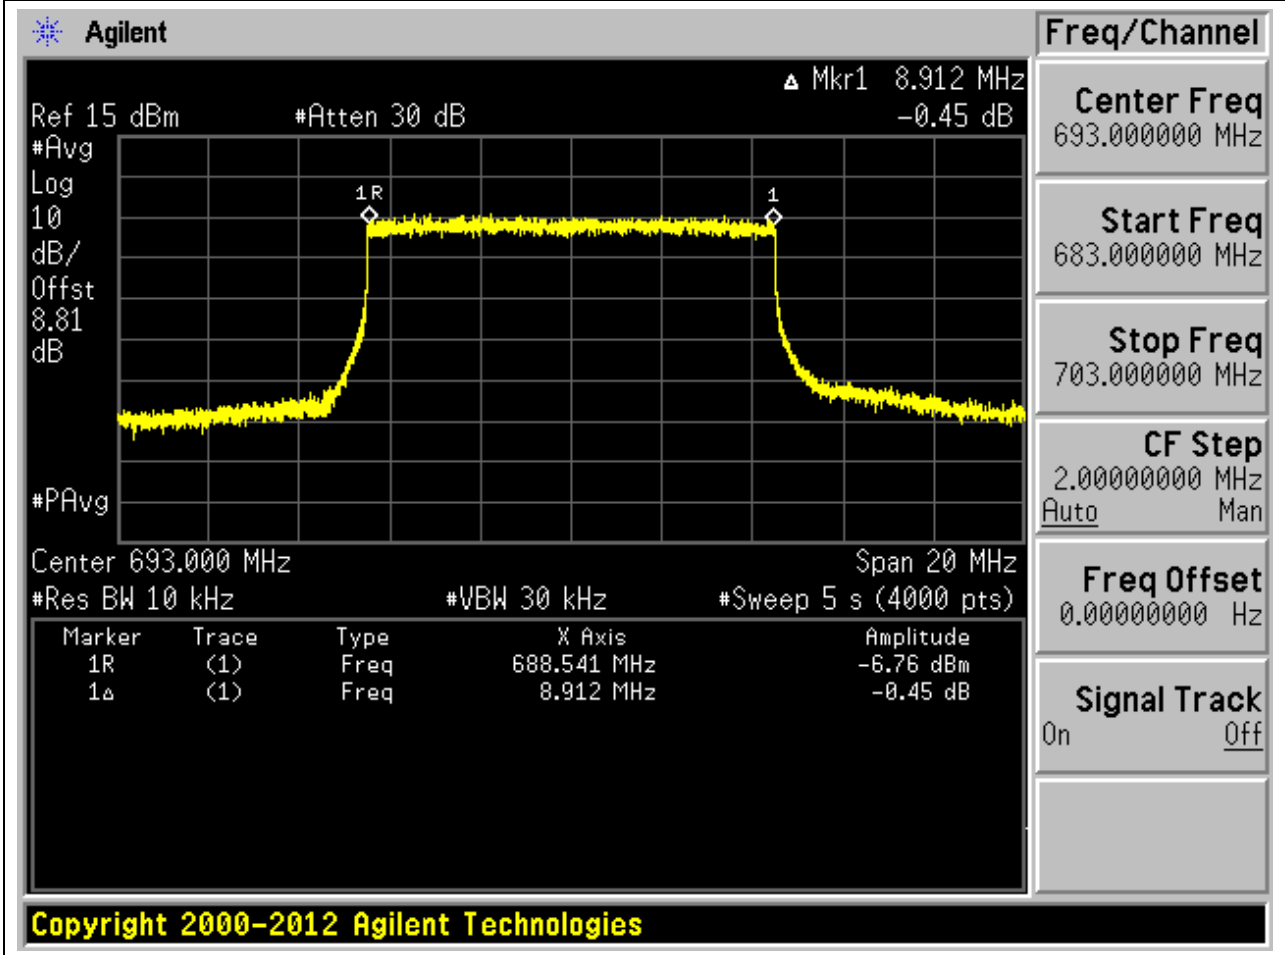 Agilent
Freq/Channel
Δ Mkr1 8.912 MHz
Ref 15 dBm #Atten 30 dB -0.45 dB
#Avg
Log
10
dB/
Offst
8.81
dB
#PAvg
1R
1
Center 693.000 MHz Span 20 MHz
#Res BW 10 kHz #VBW 30 kHz #Sweep 5 s (4000 pts)
Marker Trace Type X Axis Amplitude
1R (1) Freq 688.541 MHz -6.76 dBm
1Δ (1) Freq 8.912 MHz -0.45 dB
Center Freq
693.000000 MHz
Start Freq
683.000000 MHz
Stop Freq
703.000000 MHz
CF Step
2.00000000 MHz
Auto Man
Freq Offset
0.00000000 Hz
Signal Track
On Off
Copyright 2000-2012 Agilent Technologies